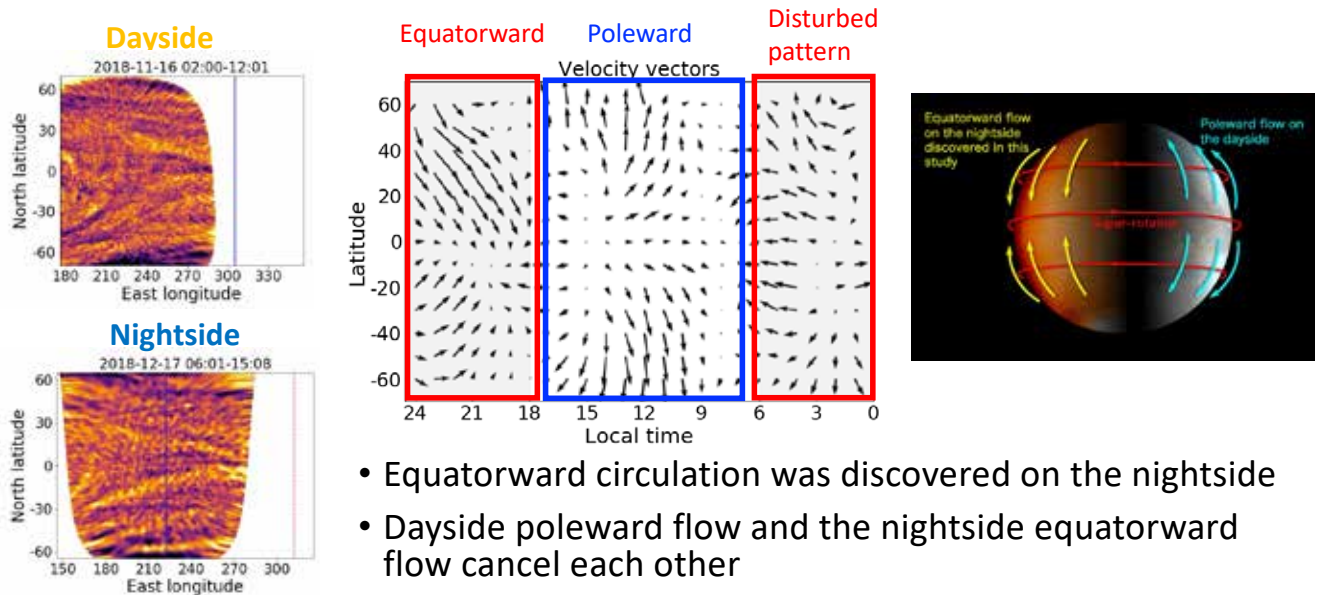 Dayside
2018-11-16 02:00-12:01
North latitude
60
30
0
-30
-60
180 210 240 270 300 330
East longitude
Nightside
2018-12-17 06:01-15:08
North latitude
60
30
0
-30
-60
150 180 210 240 270 300
East longitude
Equatorward
Poleward
Disturbed
pattern
Velocity vectors
Latitude
60
40
20
0
-20
-40
-60
24 21 18 15 12 9 6 3 0
Local time
Equatorward flow
on the nightside
discovered in this
study
Poleward flow on
the dayside
super-rotation
• Equatorward circulation was discovered on the nightside
• Dayside poleward flow and the nightside equatorward
flow cancel each other